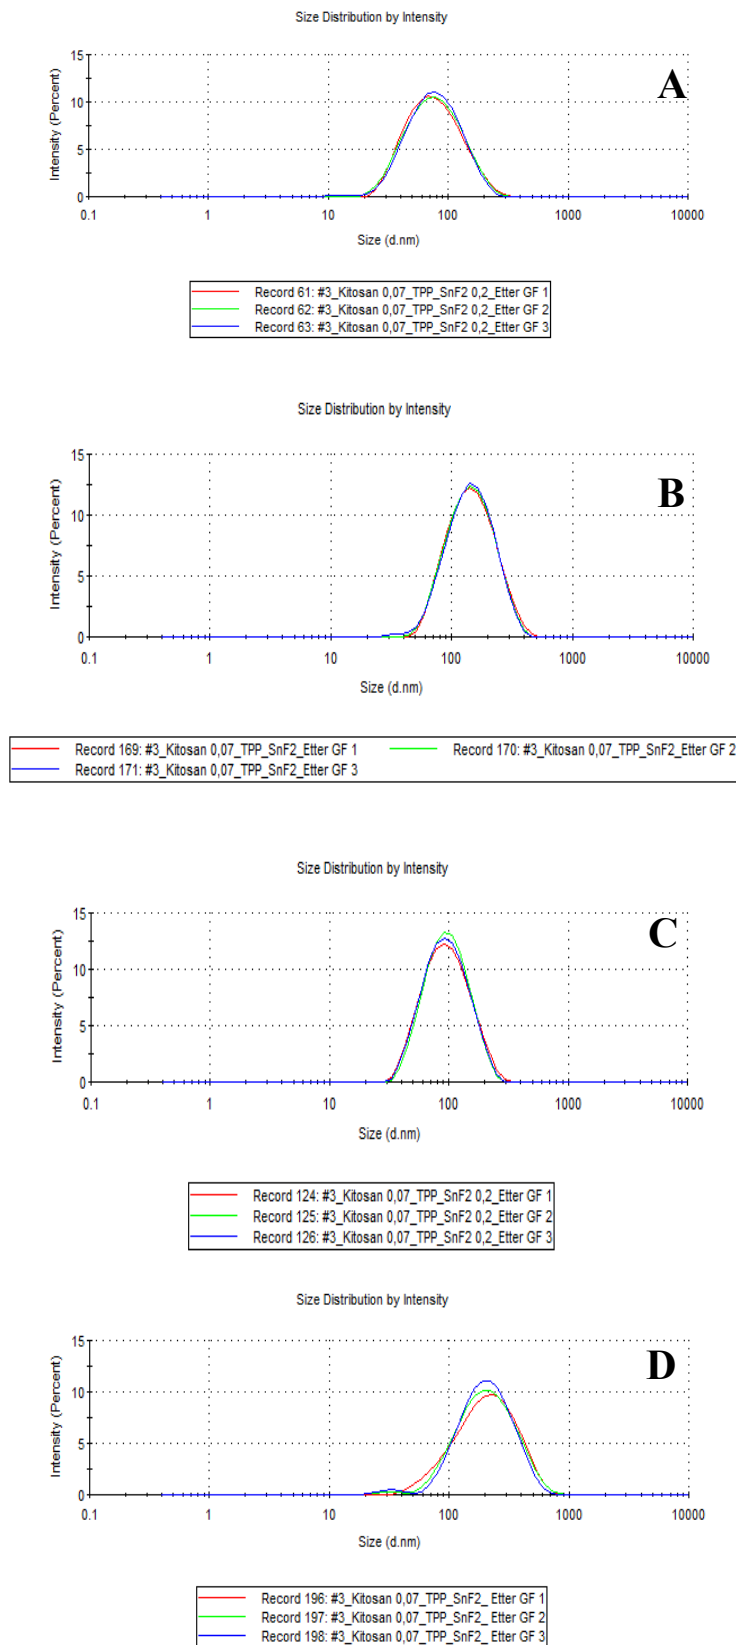 Size Distribution by Intensity
A
Intensity (Percent)
15
10
5
0
0.1 1 10 100 1000 10000
Size (d.nm)
Record 61: #3_Kitosan 0,07_TPP_SnF2 0,2_Etter GF 1
Record 62: #3_Kitosan 0,07_TPP_SnF2 0,2_Etter GF 2
Record 63: #3_Kitosan 0,07_TPP_SnF2 0,2_Etter GF 3
Size Distribution by Intensity
B
Intensity (Percent)
15
10
5
0
0.1 1 10 100 1000 10000
Size (d.nm)
Record 169: #3_Kitosan 0,07_TPP_SnF2_Etter GF 1 Record 170: #3_Kitosan 0,07_TPP_SnF2_Etter GF 2
Record 171: #3_Kitosan 0,07_TPP_SnF2_Etter GF 3
Size Distribution by Intensity
C
Intensity (Percent)
15
10
5
0
0.1 1 10 100 1000 10000
Size (d.nm)
Record 124: #3_Kitosan 0,07_TPP_SnF2 0,2_Etter GF 1
Record 125: #3_Kitosan 0,07_TPP_SnF2 0,2_Etter GF 2
Record 126: #3_Kitosan 0,07_TPP_SnF2 0,2_Etter GF 3
Size Distribution by Intensity
D
Intensity (Percent)
15
10
5
0
0.1 1 10 100 1000 10000
Size (d.nm)
Record 196: #3_Kitosan 0,07_TPP_SnF2_ Etter GF 1
Record 197: #3_Kitosan 0,07_TPP_SnF2_ Etter GF 2
Record 198: #3_Kitosan 0,07_TPP_SnF2_ Etter GF 3